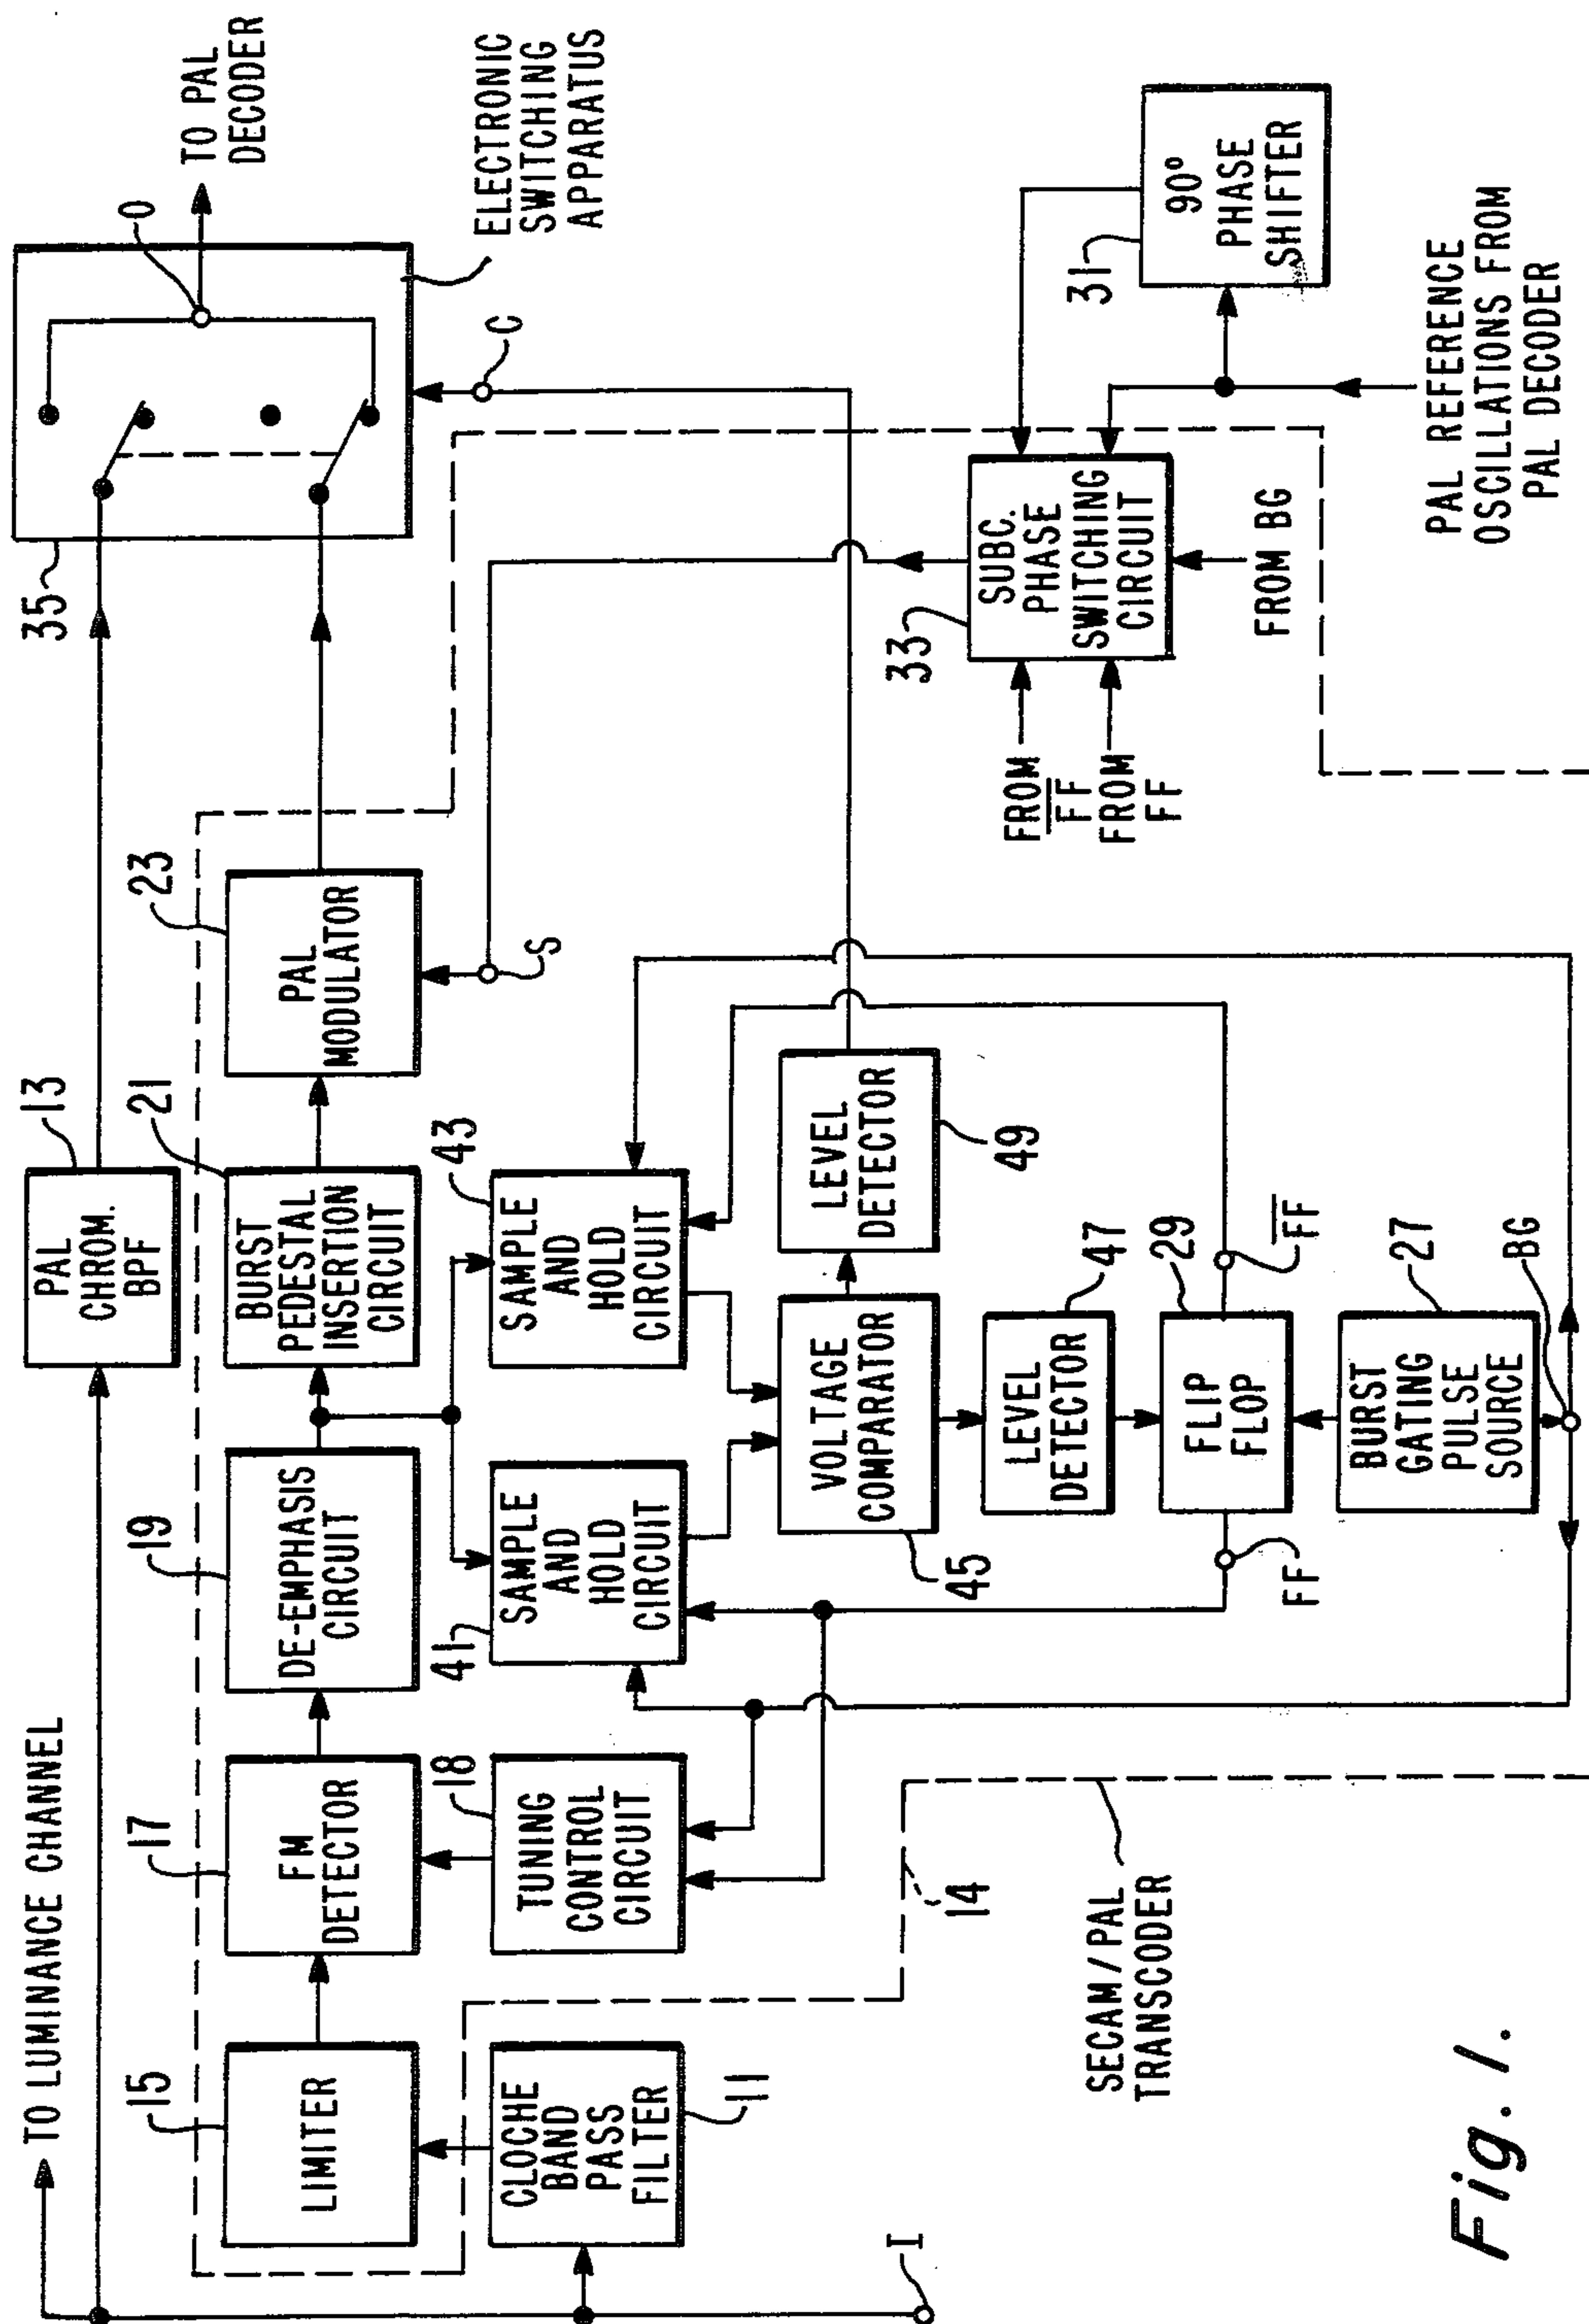 TO LUMINANCE CHANNEL
PAL
CHROM.
BPF
13
35
O
TO PAL
DECODER
ELECTRONIC
SWITCHING
APPARATUS
15
LIMITER
17
FM
DETECTOR
19
DE-EMPHASIS
CIRCUIT
21
BURST
PEDESTAL
INSERTION
CIRCUIT
23
PAL
MODULATOR
S
C
11
CLOCHE
BAND
PASS
FILTER
18
TUNING
CONTROL
CIRCUIT
41
SAMPLE
AND
HOLD
CIRCUIT
43
SAMPLE
AND
HOLD
CIRCUIT
45
VOLTAGE
COMPARATOR
49
LEVEL
DETECTOR
33
SUBC.
PHASE
SWITCHING
CIRCUIT
FROM
F̅F̅
FROM
FF
FROM BG
31
90°
PHASE
SHIFTER
PAL REFERENCE
OSCILLATIONS FROM
PAL DECODER
I
14
SECAM/PAL
TRANSCODER
47
LEVEL
DETECTOR
29
FLIP
FLOP
FF
F̅F̅
27
BURST
GATING
PULSE
SOURCE
BG
Fig. 1.